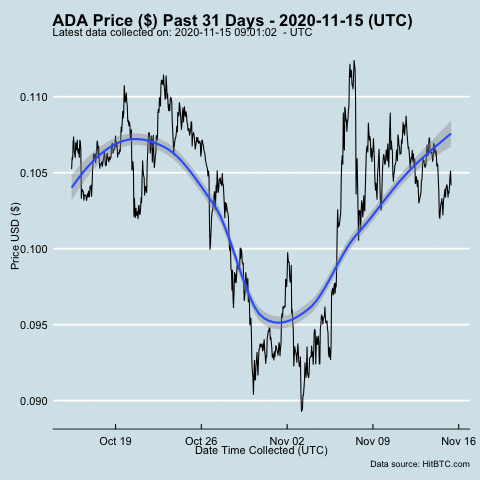 ADA Price ($) Past 31 Days - 2020-11-15 (UTC)
Latest data collected on: 2020-11-15 09:01:02 - UTC
0.110
0.105
0.100
0.095
0.090
Price USD ($)
Oct 19 Oct 26 Nov 02 Nov 09 Nov 16
Date Time Collected (UTC)
Data source: HitBTC.com